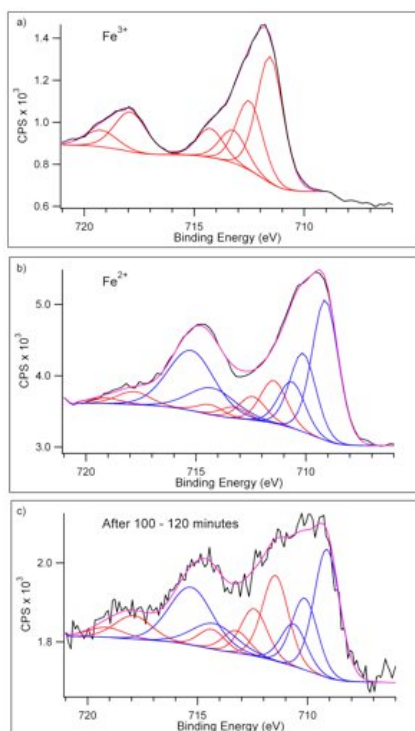 a)
Fe3+
CPS x 10³
1.4
1.2
1.0
0.8
0.6
720
715
710
Binding Energy (eV)
b)
Fe2+
CPS x 10³
5.0
4.0
3.0
720
715
710
Binding Energy (eV)
c)
After 100 - 120 minutes
CPS x 10³
2.0
1.8
720
715
710
Binding Energy (eV)